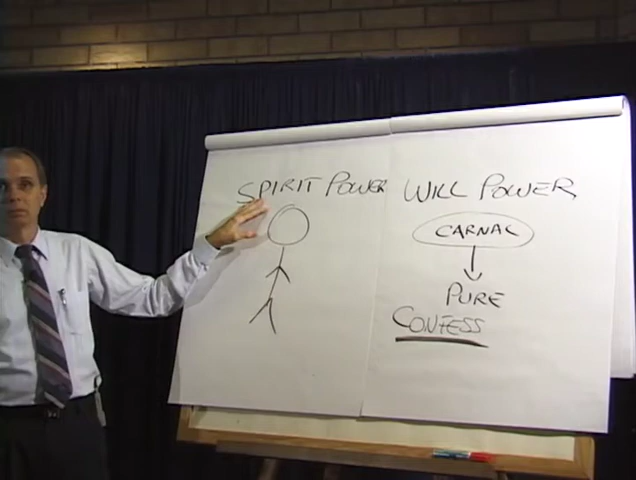 SPIRIT POWER
WILL POWER
CARNAL
PURE
CONFESS